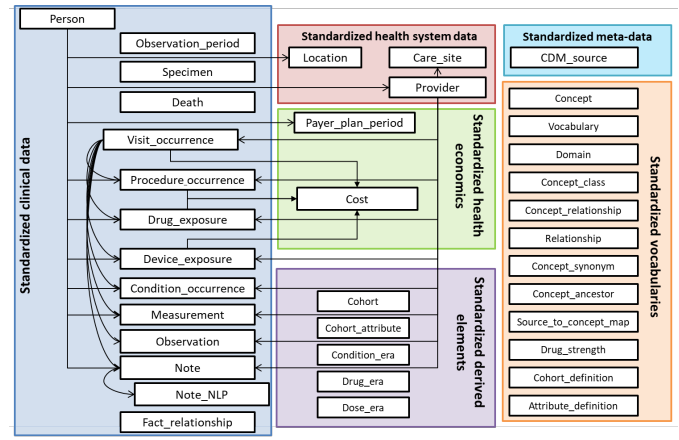 Person
Observation_period
Specimen
Death
Visit_occurrence
Procedure_occurrence
Drug_exposure
Device_exposure
Condition_occurrence
Measurement
Observation
Note
Note_NLP
Fact_relationship
Standardized clinical data
Standardized health system data
Location
Care_site
Provider
Payer_plan_period
Cost
Standardized health
economics
Cohort
Cohort_attribute
Condition_era
Drug_era
Dose_era
Standardized derived
elements
Standardized meta-data
CDM_source
Concept
Vocabulary
Domain
Concept_class
Concept_relationship
Relationship
Concept_synonym
Concept_ancestor
Source_to_concept_map
Drug_strength
Cohort_definition
Attribute_definition
Standardized vocabularies